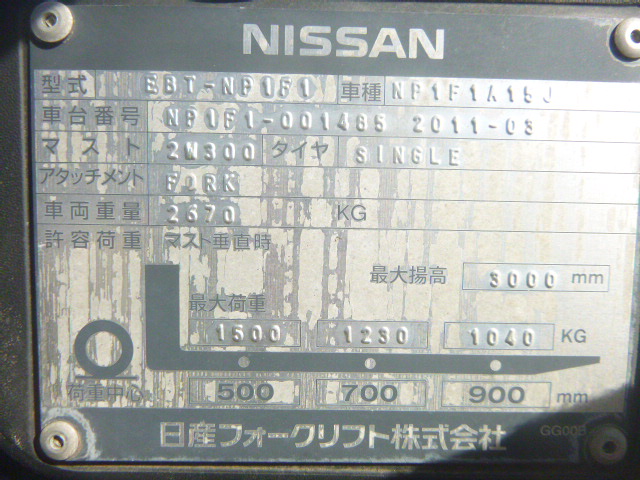 NISSAN
型式 EBT-NP1F1 車種 NP1F1A15J
車台番号 NP1F1-001485 2011-03
マスト 2M300 タイヤ SINGLE
アタッチメント FORK
車両重量 2670 KG
許容荷重 マスト垂直時
最大揚高 3000 mm
最大荷重
1500 1230 1040 KG
荷重中心 500 700 900 mm
日産フォークリフト株式会社